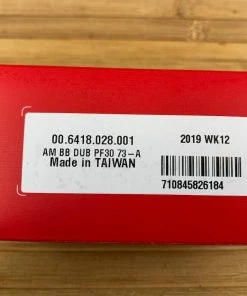 00.6418.028.001
2019 WK12
AM BB DUB PF30 73-A
Made in TAIWAN
710845826184